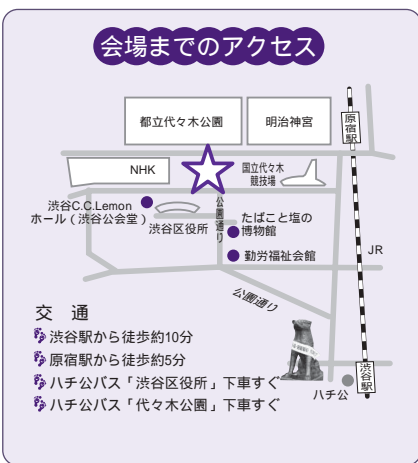 会場までのアクセス
都立代々木公園
明治神宮
原宿駅
NHK
国立代々木
競技場
渋谷C.C.Lemon
ホール(渋谷公会堂)
渋谷区役所
公園通り
たばこと塩の
博物館
勤労福祉会館
JR
公園通り
交 通
渋谷駅から徒歩約10分
原宿駅から徒歩約5分
ハチ公バス「渋谷区役所」下車すぐ
ハチ公バス「代々木公園」下車すぐ
ハチ公
渋谷駅